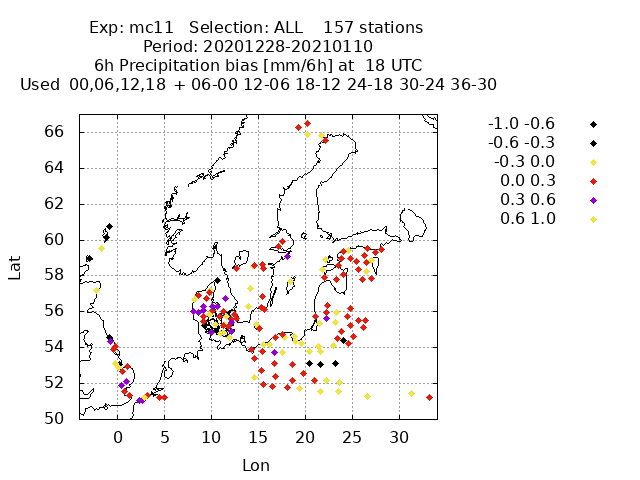 Exp: mc11 Selection: ALL 157 stations
Period: 20201228-20210110
6h Precipitation bias [mm/6h] at 18 UTC
Used 00,06,12,18 + 06-00 12-06 18-12 24-18 30-24 36-30
-1.0 -0.6
-0.6 -0.3
-0.3 0.0
0.0 0.3
0.3 0.6
0.6 1.0
66
64
62
60
58
56
54
52
50
Lat
0 5 10 15 20 25 30
Lon